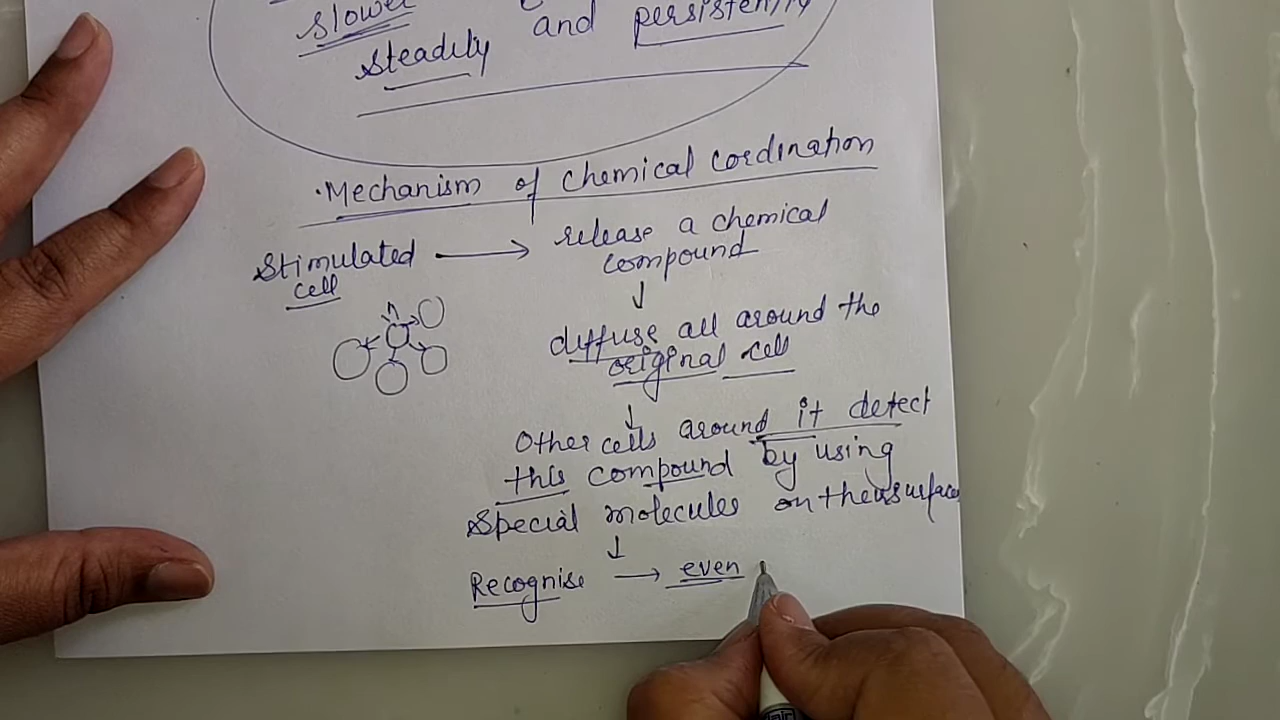 slower
steadily and persistently
Mechanism of Chemical Cordination
Stimulated → release a chemical
cell compound
↓
diffuse all around the
original cell
↓
Other cells around it detect
this compound by using
Special molecules on their surfaces
↓
Recognise → even